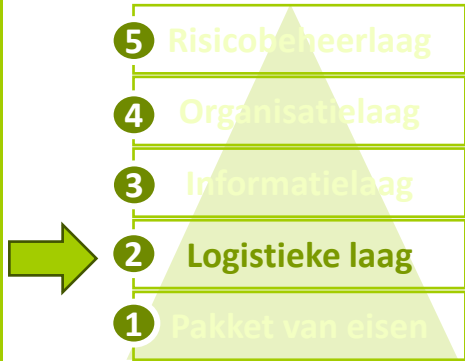 5 Risicobeheerlaag
4 Organisatielaag
3 Informatielaag
2 Logistieke laag
1 Pakket van eisen